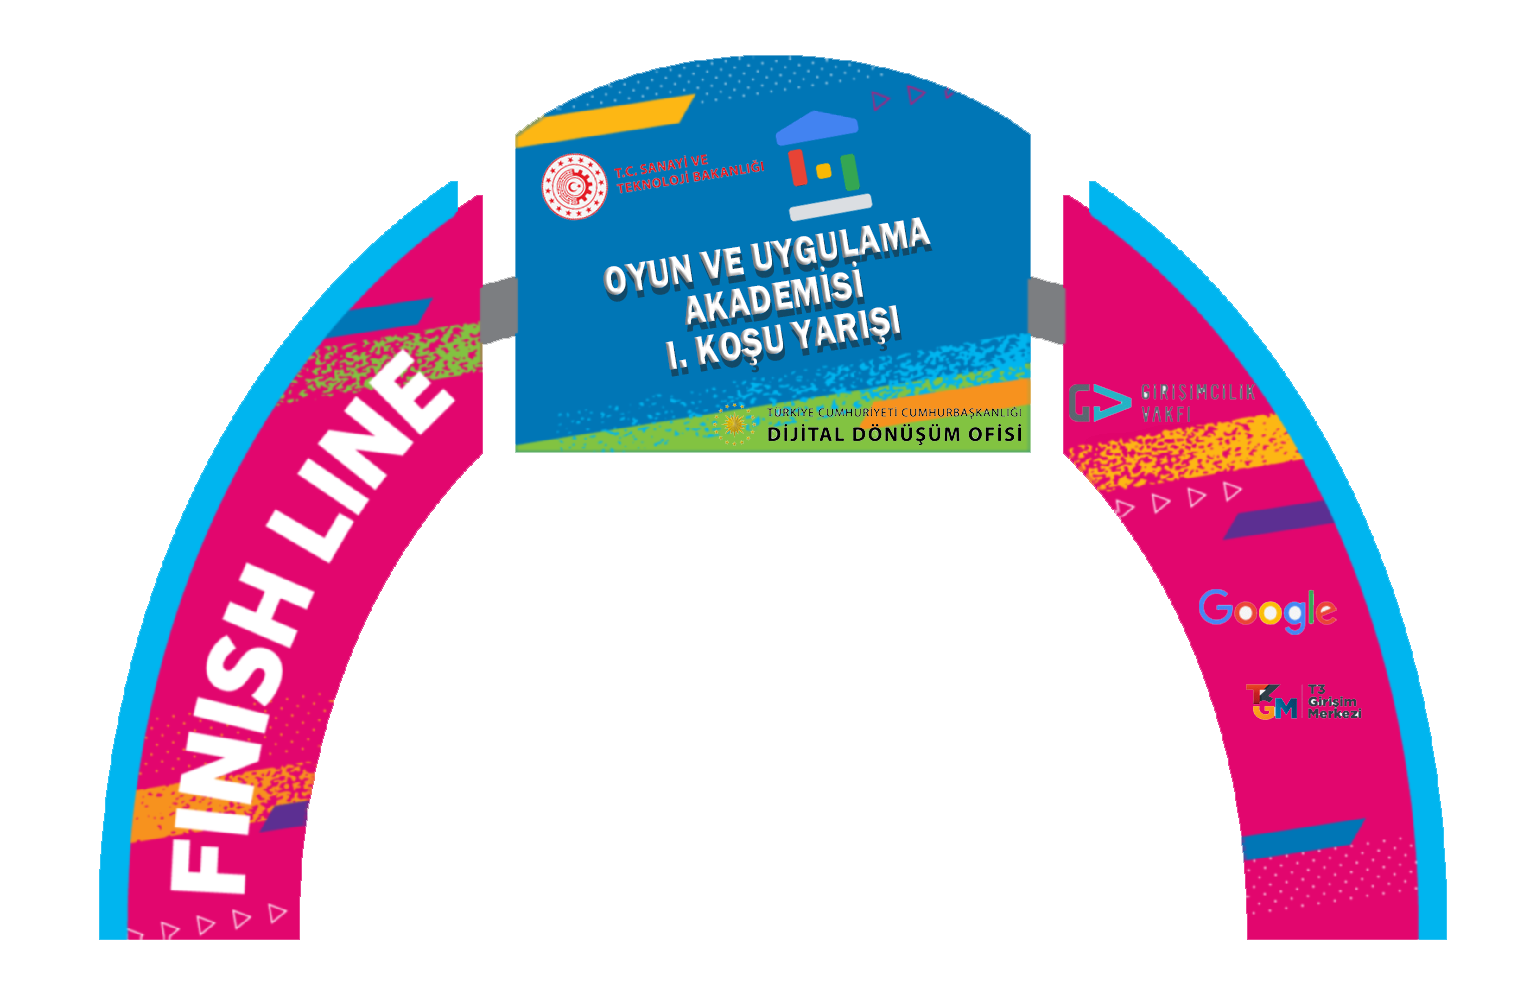 T.C. SANAYİ VE
TEKNOLOJİ BAKANLIĞI
OYUN VE UYGULAMA
AKADEMİSİ
I. KOŞU YARIŞI
TÜRKİYE CUMHURİYETİ CUMHURBAŞKANLIĞI
DİJİTAL DÖNÜŞÜM OFİSİ
FINISH LINE
GİRİŞİMCİLİK
VAKFI
Google
TKGM
T3
Girişim
Merkezi